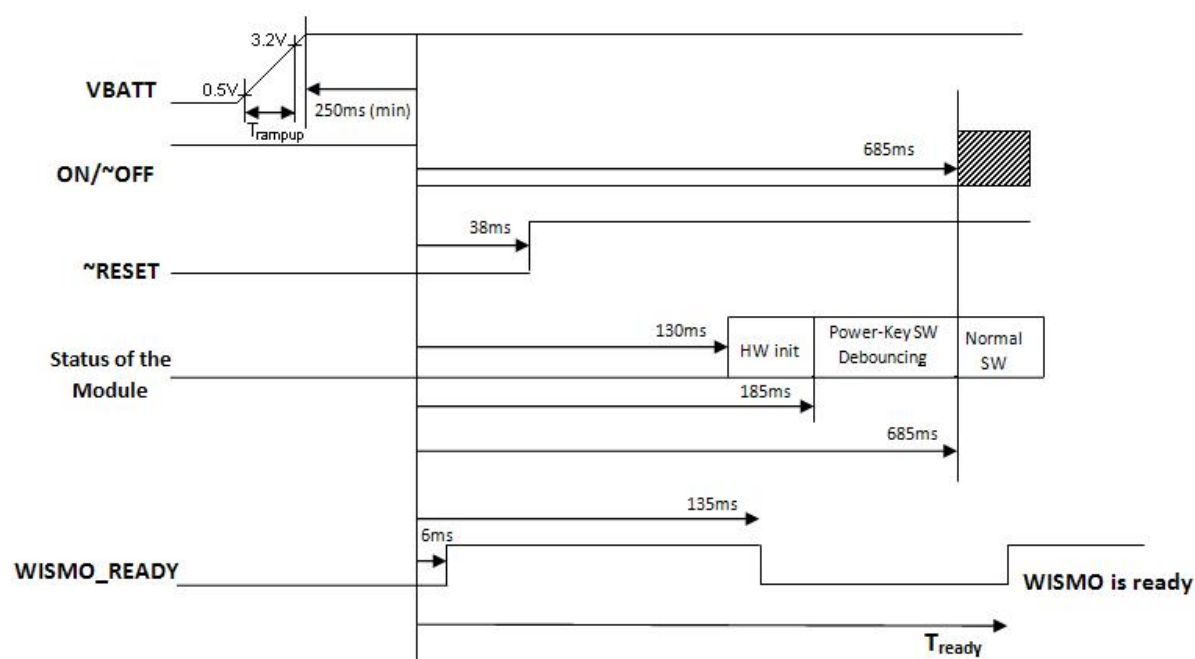 3.2V
0.5V
VBATT
250ms (min)
Trampup
685ms
ON/~OFF
38ms
~RESET
130ms
HW init
Power-Key SW
Debouncing
Normal
SW
Status of the
Module
185ms
685ms
135ms
6ms
WISMO_READY
WISMO is ready
Tready